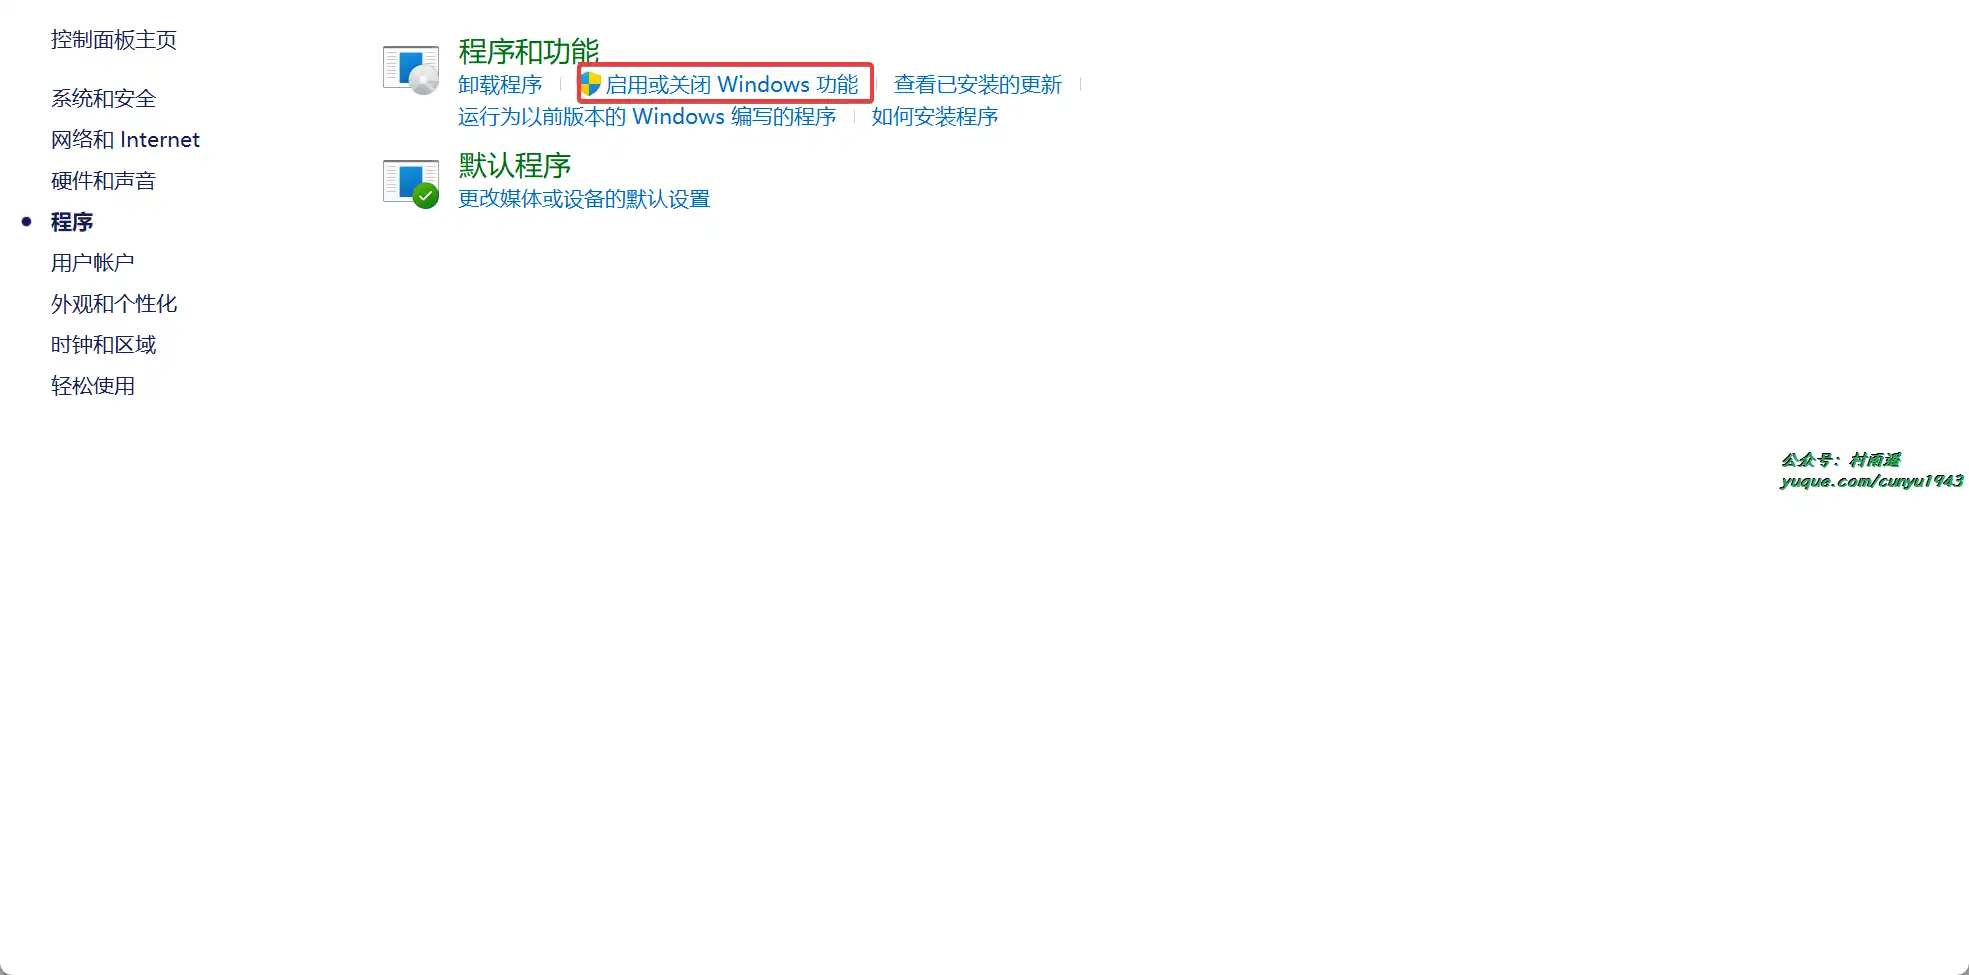 控制面板主页
系统和安全
网络和 Internet
硬件和声音
程序
用户帐户
外观和个性化
时钟和区域
轻松使用
程序和功能
卸载程序 启用或关闭 Windows 功能 查看已安装的更新
运行为以前版本的 Windows 编写的程序 如何安装程序
默认程序
更改媒体或设备的默认设置
公众号：村雨遥
yuque.com/cunyu1943